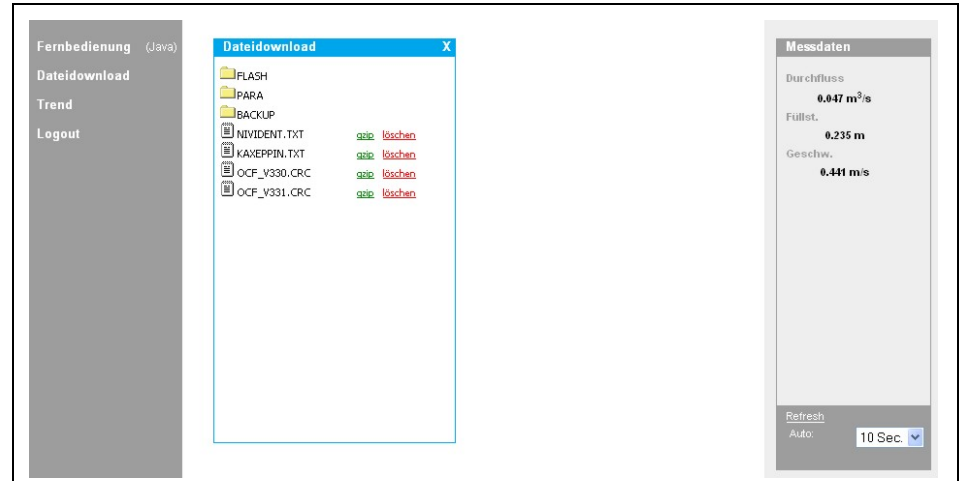 Fernbedienung (Java)
Dateidownload
Trend
Logout
Dateidownload X
FLASH
PARA
BACKUP
NIVIDENT.TXT gzip löschen
KAXEPPIN.TXT gzip löschen
OCF_V330.CRC gzip löschen
OCF_V331.CRC gzip löschen
Messdaten
Durchfluss
0.047 m³/s
Füllst.
0.235 m
Geschw.
0.441 m/s
Refresh
Auto: 10 Sec.